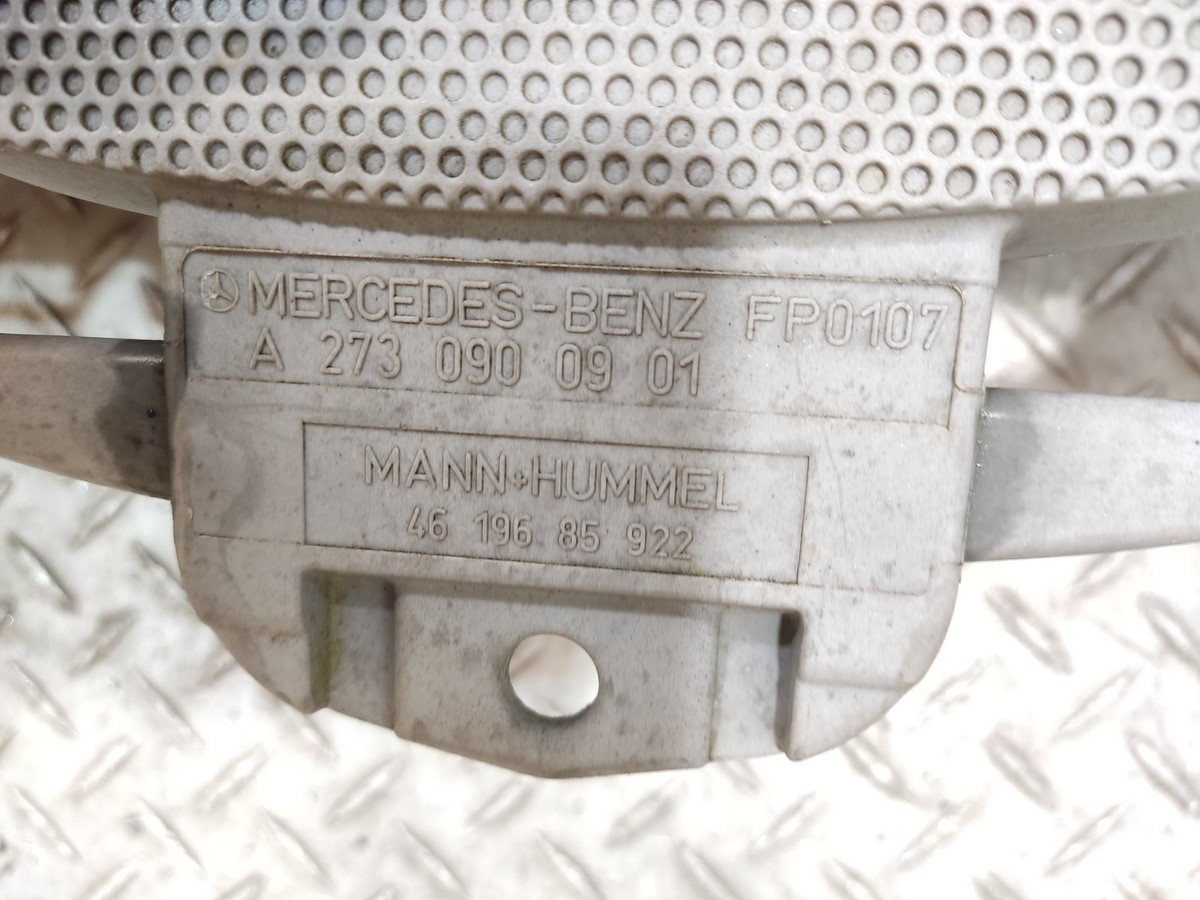 MERCEDES-BENZ FP0107
A 273 090 09 01
MANN+HUMMEL
46 196 85 922